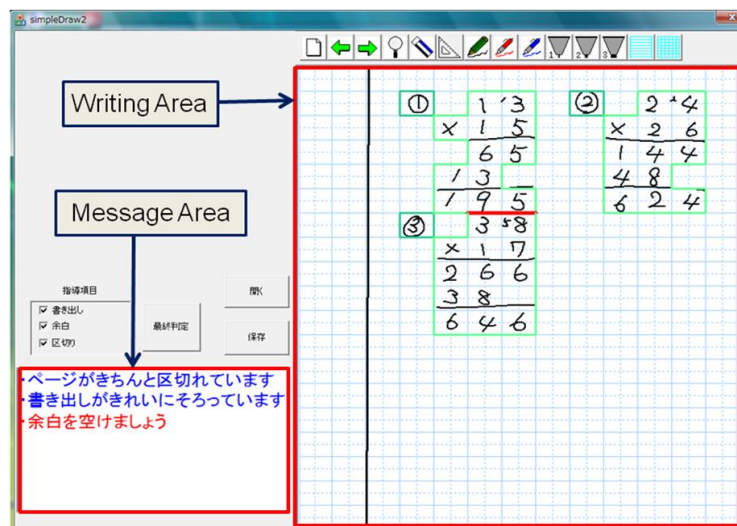 simpleDraw2
Writing Area
Message Area
指導項目
書き出し
余白
区切り
最終判定
開く
保存
・ページがきちんと区切れています
・書き出しがきれいにそろっています
・余白を空けましょう
1 2 3
① 1 ' 3
× 1 5
6 5
1 3
1 9 5
② 2 ² 4
× 2 6
1 4 4
4 8
6 2 4
③ 3 ⁵ 8
× 1 7
2 6 6
3 8
6 4 6